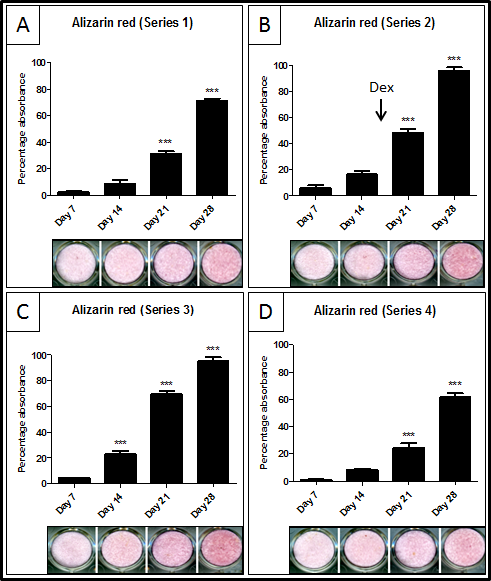 A
Alizarin red (Series 1)
Percentage absorbance
100
80
60
40
20
0
***
***
Day 7
Day 14
Day 21
Day 28
B
Alizarin red (Series 2)
Percentage absorbance
100
80
60
40
20
0
Dex
***
***
Day 7
Day 14
Day 21
Day 28
C
Alizarin red (Series 3)
Percentage absorbance
100
80
60
40
20
0
***
***
***
Day 7
Day 14
Day 21
Day 28
D
Alizarin red (Series 4)
Percentage absorbance
100
80
60
40
20
0
***
***
Day 7
Day 14
Day 21
Day 28